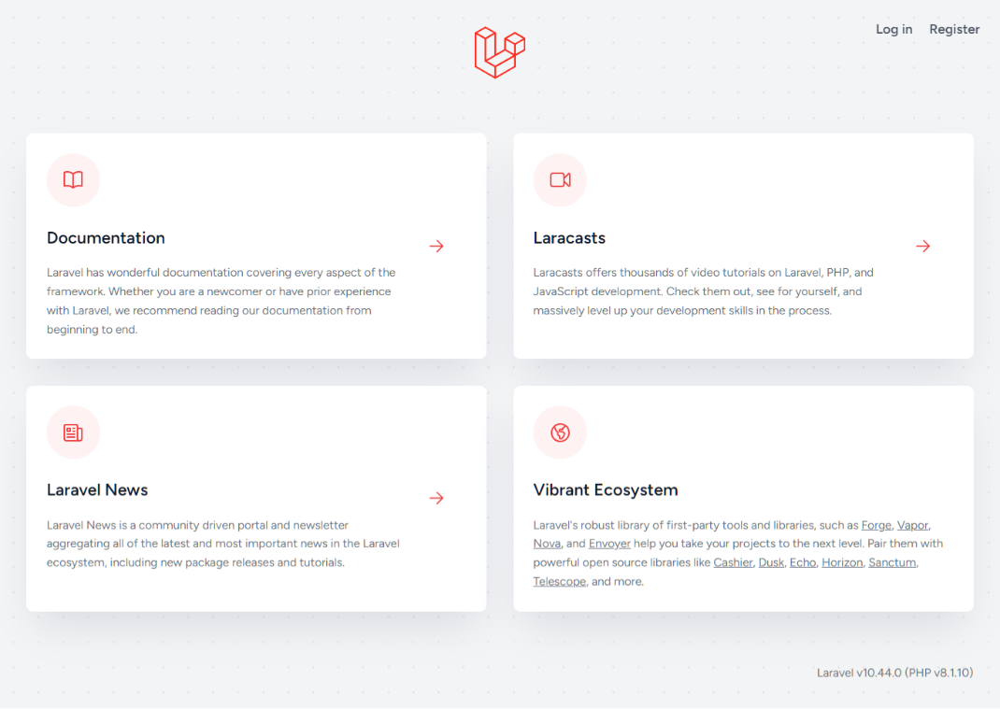 Log in Register
Documentation
Laravel has wonderful documentation covering every aspect of the
framework. Whether you are a newcomer or have prior experience
with Laravel, we recommend reading our documentation from
beginning to end.
Laracasts
Laracasts offers thousands of video tutorials on Laravel, PHP, and
JavaScript development. Check them out, see for yourself, and
massively level up your development skills in the process.
Laravel News
Laravel News is a community driven portal and newsletter
aggregating all of the latest and most important news in the Laravel
ecosystem, including new package releases and tutorials.
Vibrant Ecosystem
Laravel's robust library of first-party tools and libraries, such as Forge, Vapor,
Nova, and Envoyer help you take your projects to the next level. Pair them with
powerful open source libraries like Cashier, Dusk, Echo, Horizon, Sanctum,
Telescope, and more.
Laravel v10.44.0 (PHP v8.1.10)